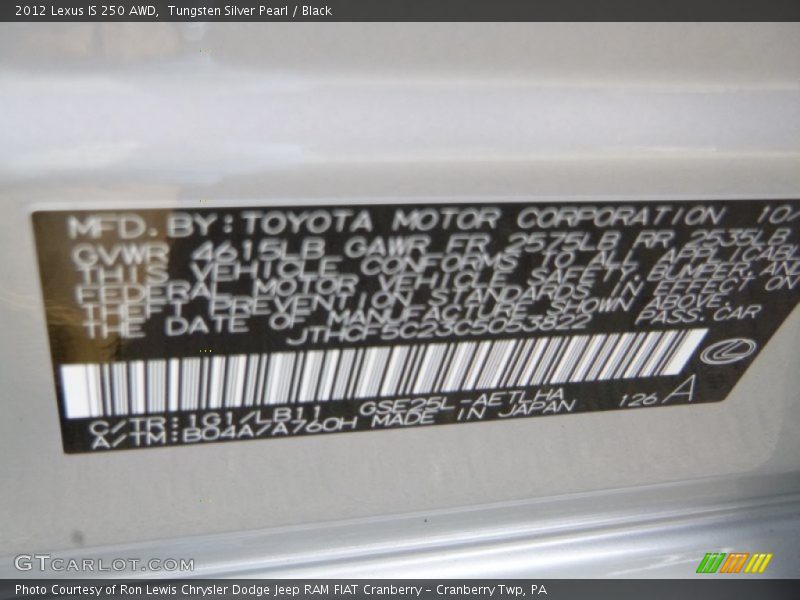 2012 Lexus IS 250 AWD, Tungsten Silver Pearl / Black
MFD. BY: TOYOTA MOTOR CORPORATION 10/
GVWR 4615LB GAWR FR 2575LB RR 2535LB
THIS VEHICLE CONFORMS TO ALL APPLICABL
FEDERAL MOTOR VEHICLE SAFETY, BUMPER, AND
THEFT PREVENTION STANDARDS IN EFFECT ON
THE DATE OF MANUFACTURE SHOWN ABOVE.
JTHCF5C23C5053822 PASS. CAR
C/TR: 1G1/LB11 GSE25L-AETLHA
A/TM: B04A/A760H MADE IN JAPAN 126 A
GTCARLOT.COM
Photo Courtesy of Ron Lewis Chrysler Dodge Jeep RAM FIAT Cranberry – Cranberry Twp, PA